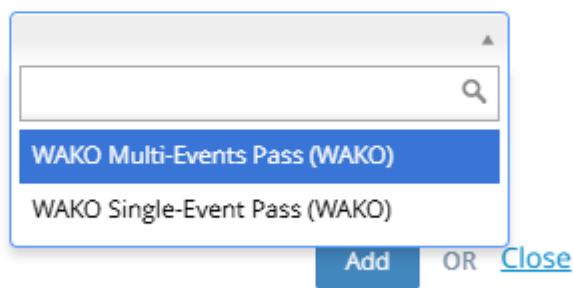 WAKO Multi-Events Pass (WAKO)
WAKO Single-Event Pass (WAKO)
Add OR Close